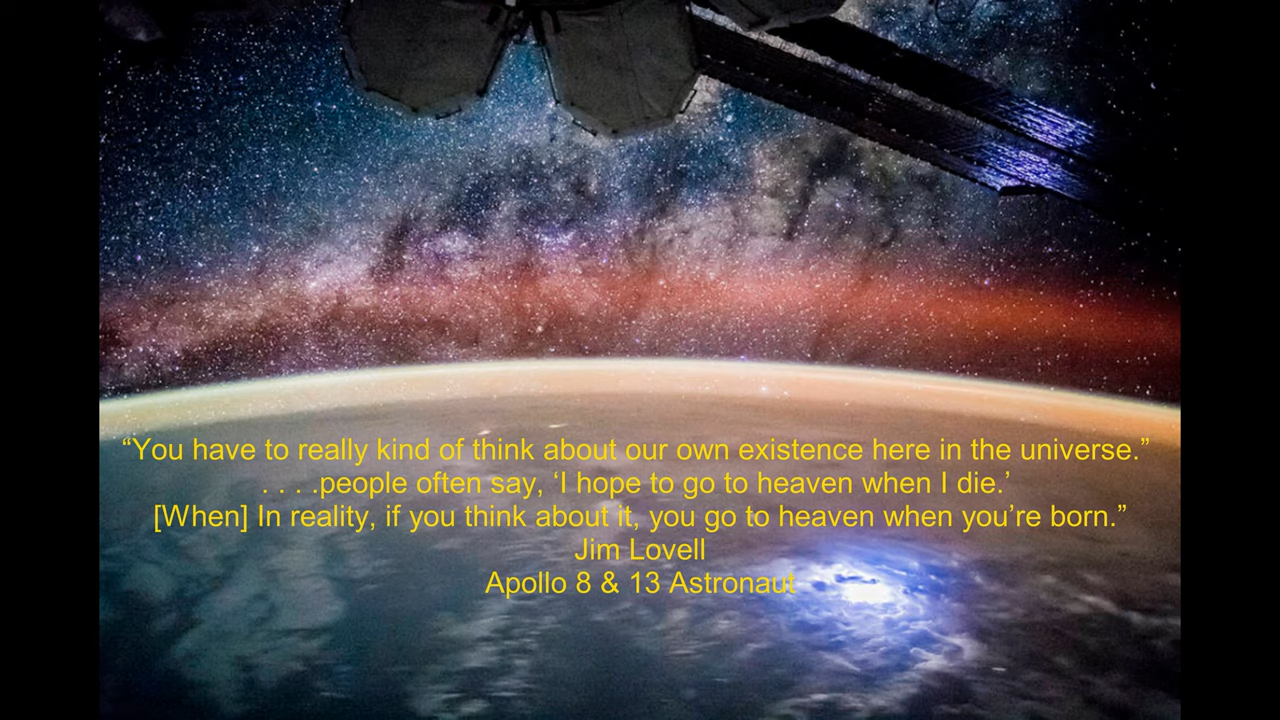 “You have to really kind of think about our own existence here in the universe.”
. . . .people often say, ‘I hope to go to heaven when I die.’
[When] In reality, if you think about it, you go to heaven when you’re born.”
Jim Lovell
Apollo 8 & 13 Astronaut